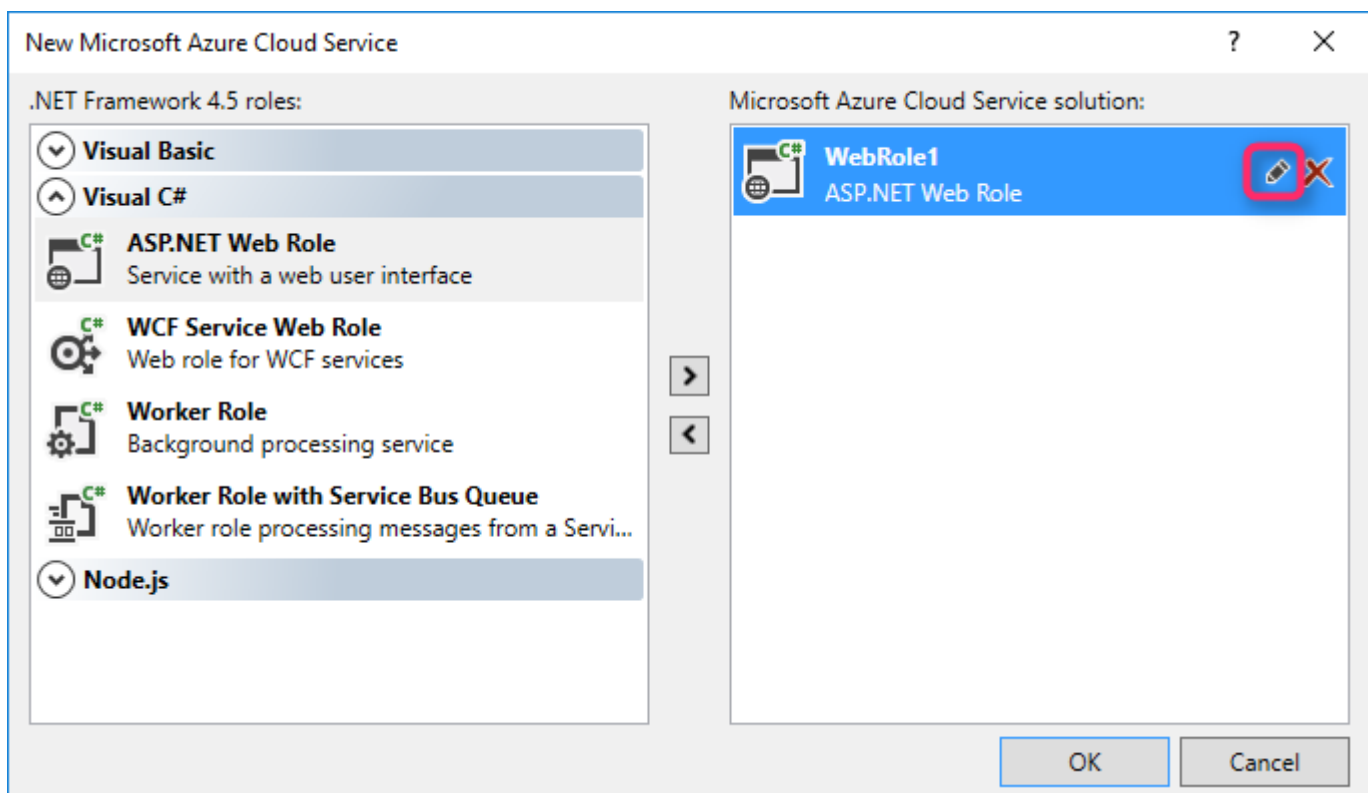 New Microsoft Azure Cloud Service
?
.NET Framework 4.5 roles:
Visual Basic
Visual C#
C#
ASP.NET Web Role
Service with a web user interface
C#
WCF Service Web Role
Web role for WCF services
C#
Worker Role
Background processing service
C#
Worker Role with Service Bus Queue
Worker role processing messages from a Servi...
Node.js
Microsoft Azure Cloud Service solution:
C#
WebRole1
ASP.NET Web Role
OK
Cancel